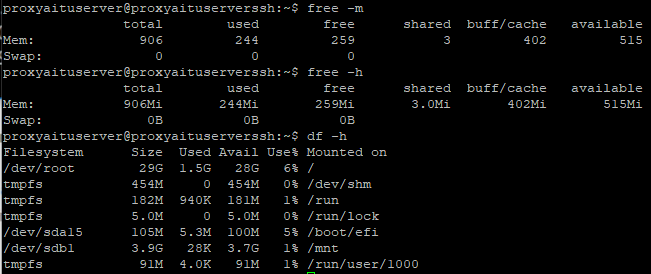 proxyaituserver@proxyaituserverssh:~$ free -m
total used free shared buff/cache available
Mem: 906 244 259 3 402 515
Swap: 0 0 0
proxyaituserver@proxyaituserverssh:~$ free -h
total used free shared buff/cache available
Mem: 906Mi 244Mi 259Mi 3.0Mi 402Mi 515Mi
Swap: 0B 0B 0B
proxyaituserver@proxyaituserverssh:~$ df -h
Filesystem Size Used Avail Use% Mounted on
/dev/root 29G 1.5G 28G 6% /
tmpfs 454M 0 454M 0% /dev/shm
tmpfs 182M 940K 181M 1% /run
tmpfs 5.0M 0 5.0M 0% /run/lock
/dev/sda15 105M 5.3M 100M 5% /boot/efi
/dev/sdb1 3.9G 28K 3.7G 1% /mnt
tmpfs 91M 4.0K 91M 1% /run/user/1000